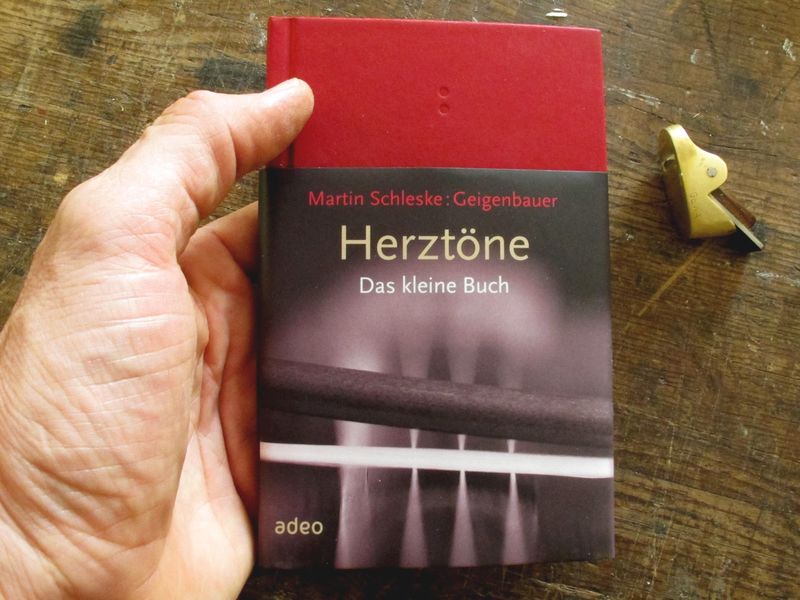 Martin Schleske : Geigenbauer
Herztöne
Das kleine Buch
adeo